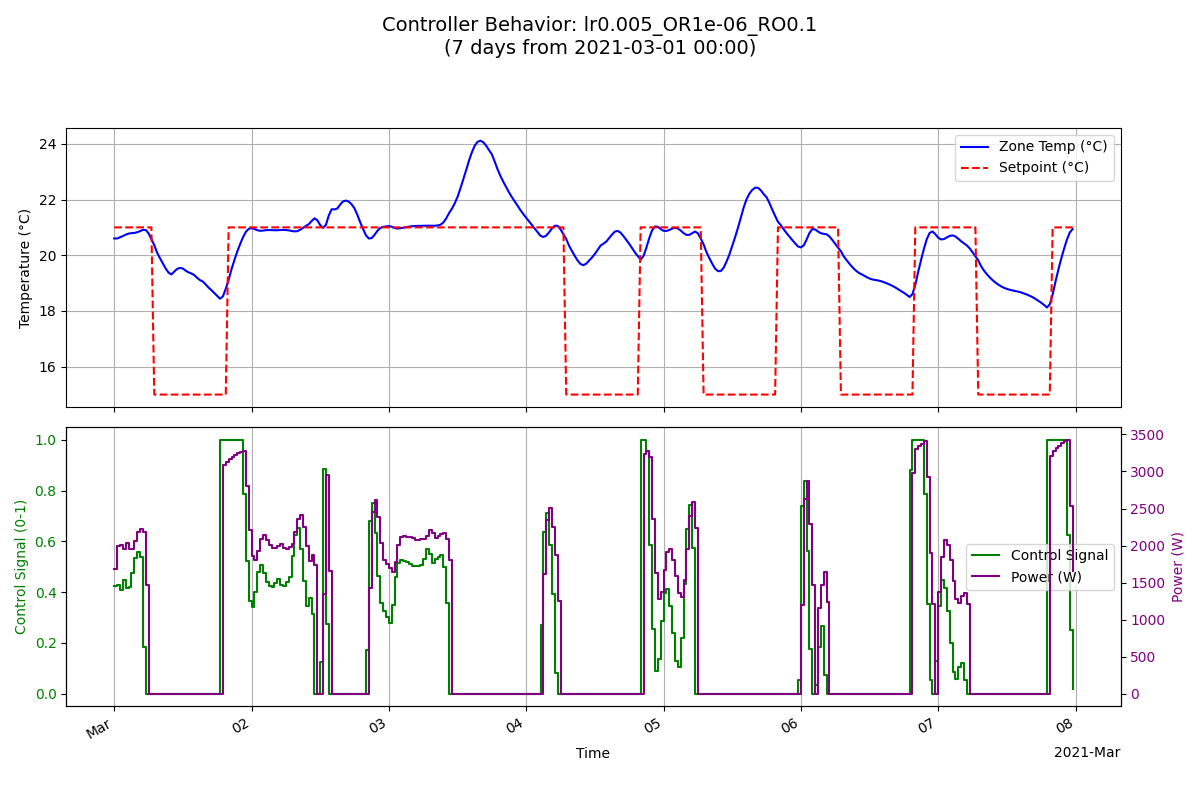 Controller Behavior: lr0.005_OR1e-06_RO0.1
(7 days from 2021-03-01 00:00)
24
22
20
18
16
Temperature (°C)
Zone Temp (°C)
Setpoint (°C)
1.0
0.8
0.6
0.4
0.2
0.0
Control Signal (0-1)
3500
3000
2500
2000
1500
1000
500
0
Power (W)
Control Signal
Power (W)
Mar
02
03
04
05
06
07
08
Time
2021-Mar